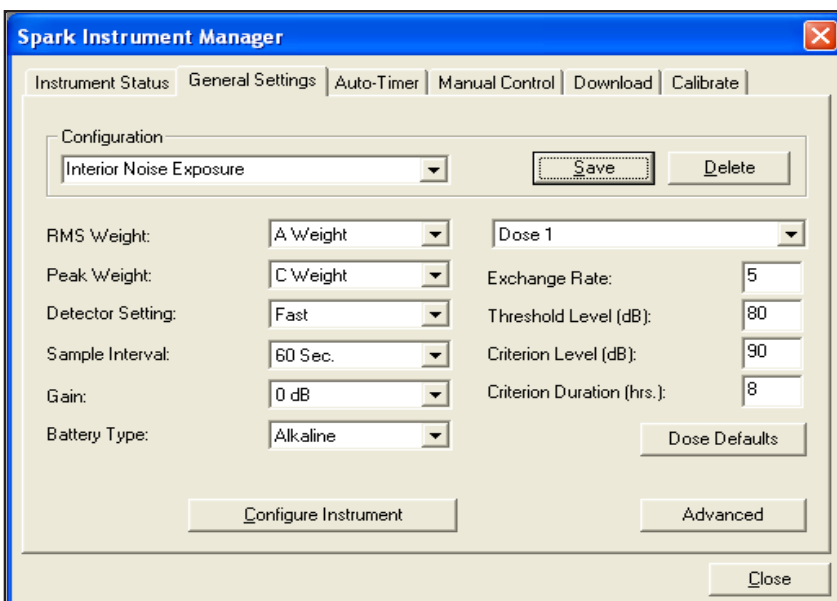 Spark Instrument Manager
Instrument Status General Settings Auto-Timer Manual Control Download Calibrate
Configuration
Interior Noise Exposure Save Delete
RMS Weight: A Weight Dose 1
Peak Weight: C Weight Exchange Rate: 5
Detector Setting: Fast Threshold Level (dB): 80
Sample Interval: 60 Sec. Criterion Level (dB): 90
Gain: 0 dB Criterion Duration (hrs.): 8
Battery Type: Alkaline Dose Defaults
Configure Instrument Advanced
Close